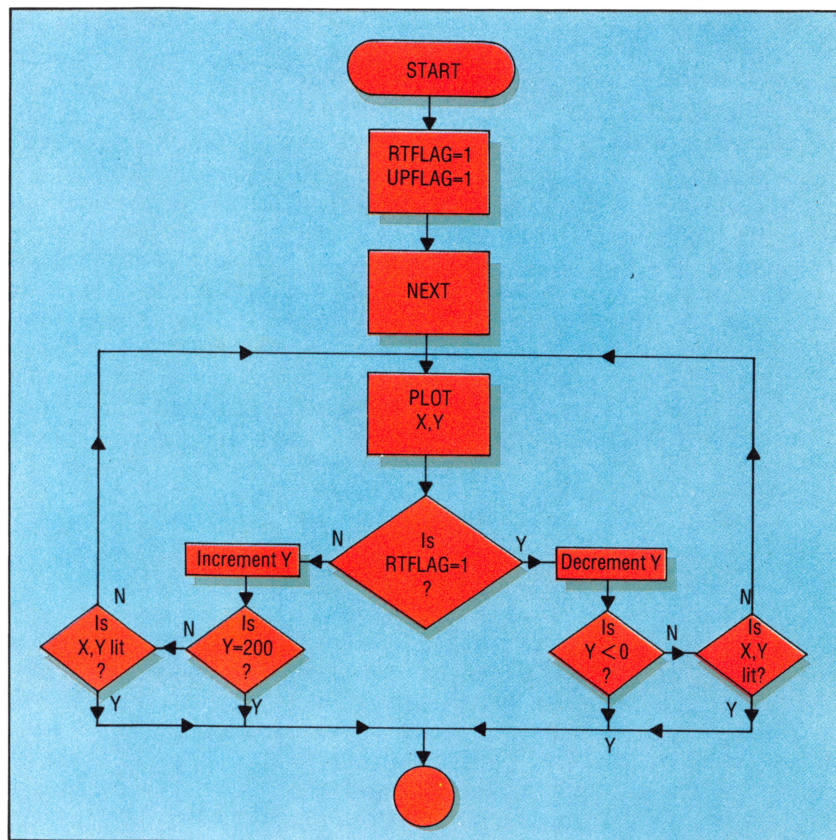 START
RTFLAG=1
UPFLAG=1
NEXT
PLOT
X,Y
Is
RTFLAG=1
?
N
Y
Increment Y
Decrement Y
N
Is
X,Y lit
?
N
Is
Y=200
?
Is
Y < 0
?
N
N
Is
X,Y
lit?
Y
Y
Y
Y